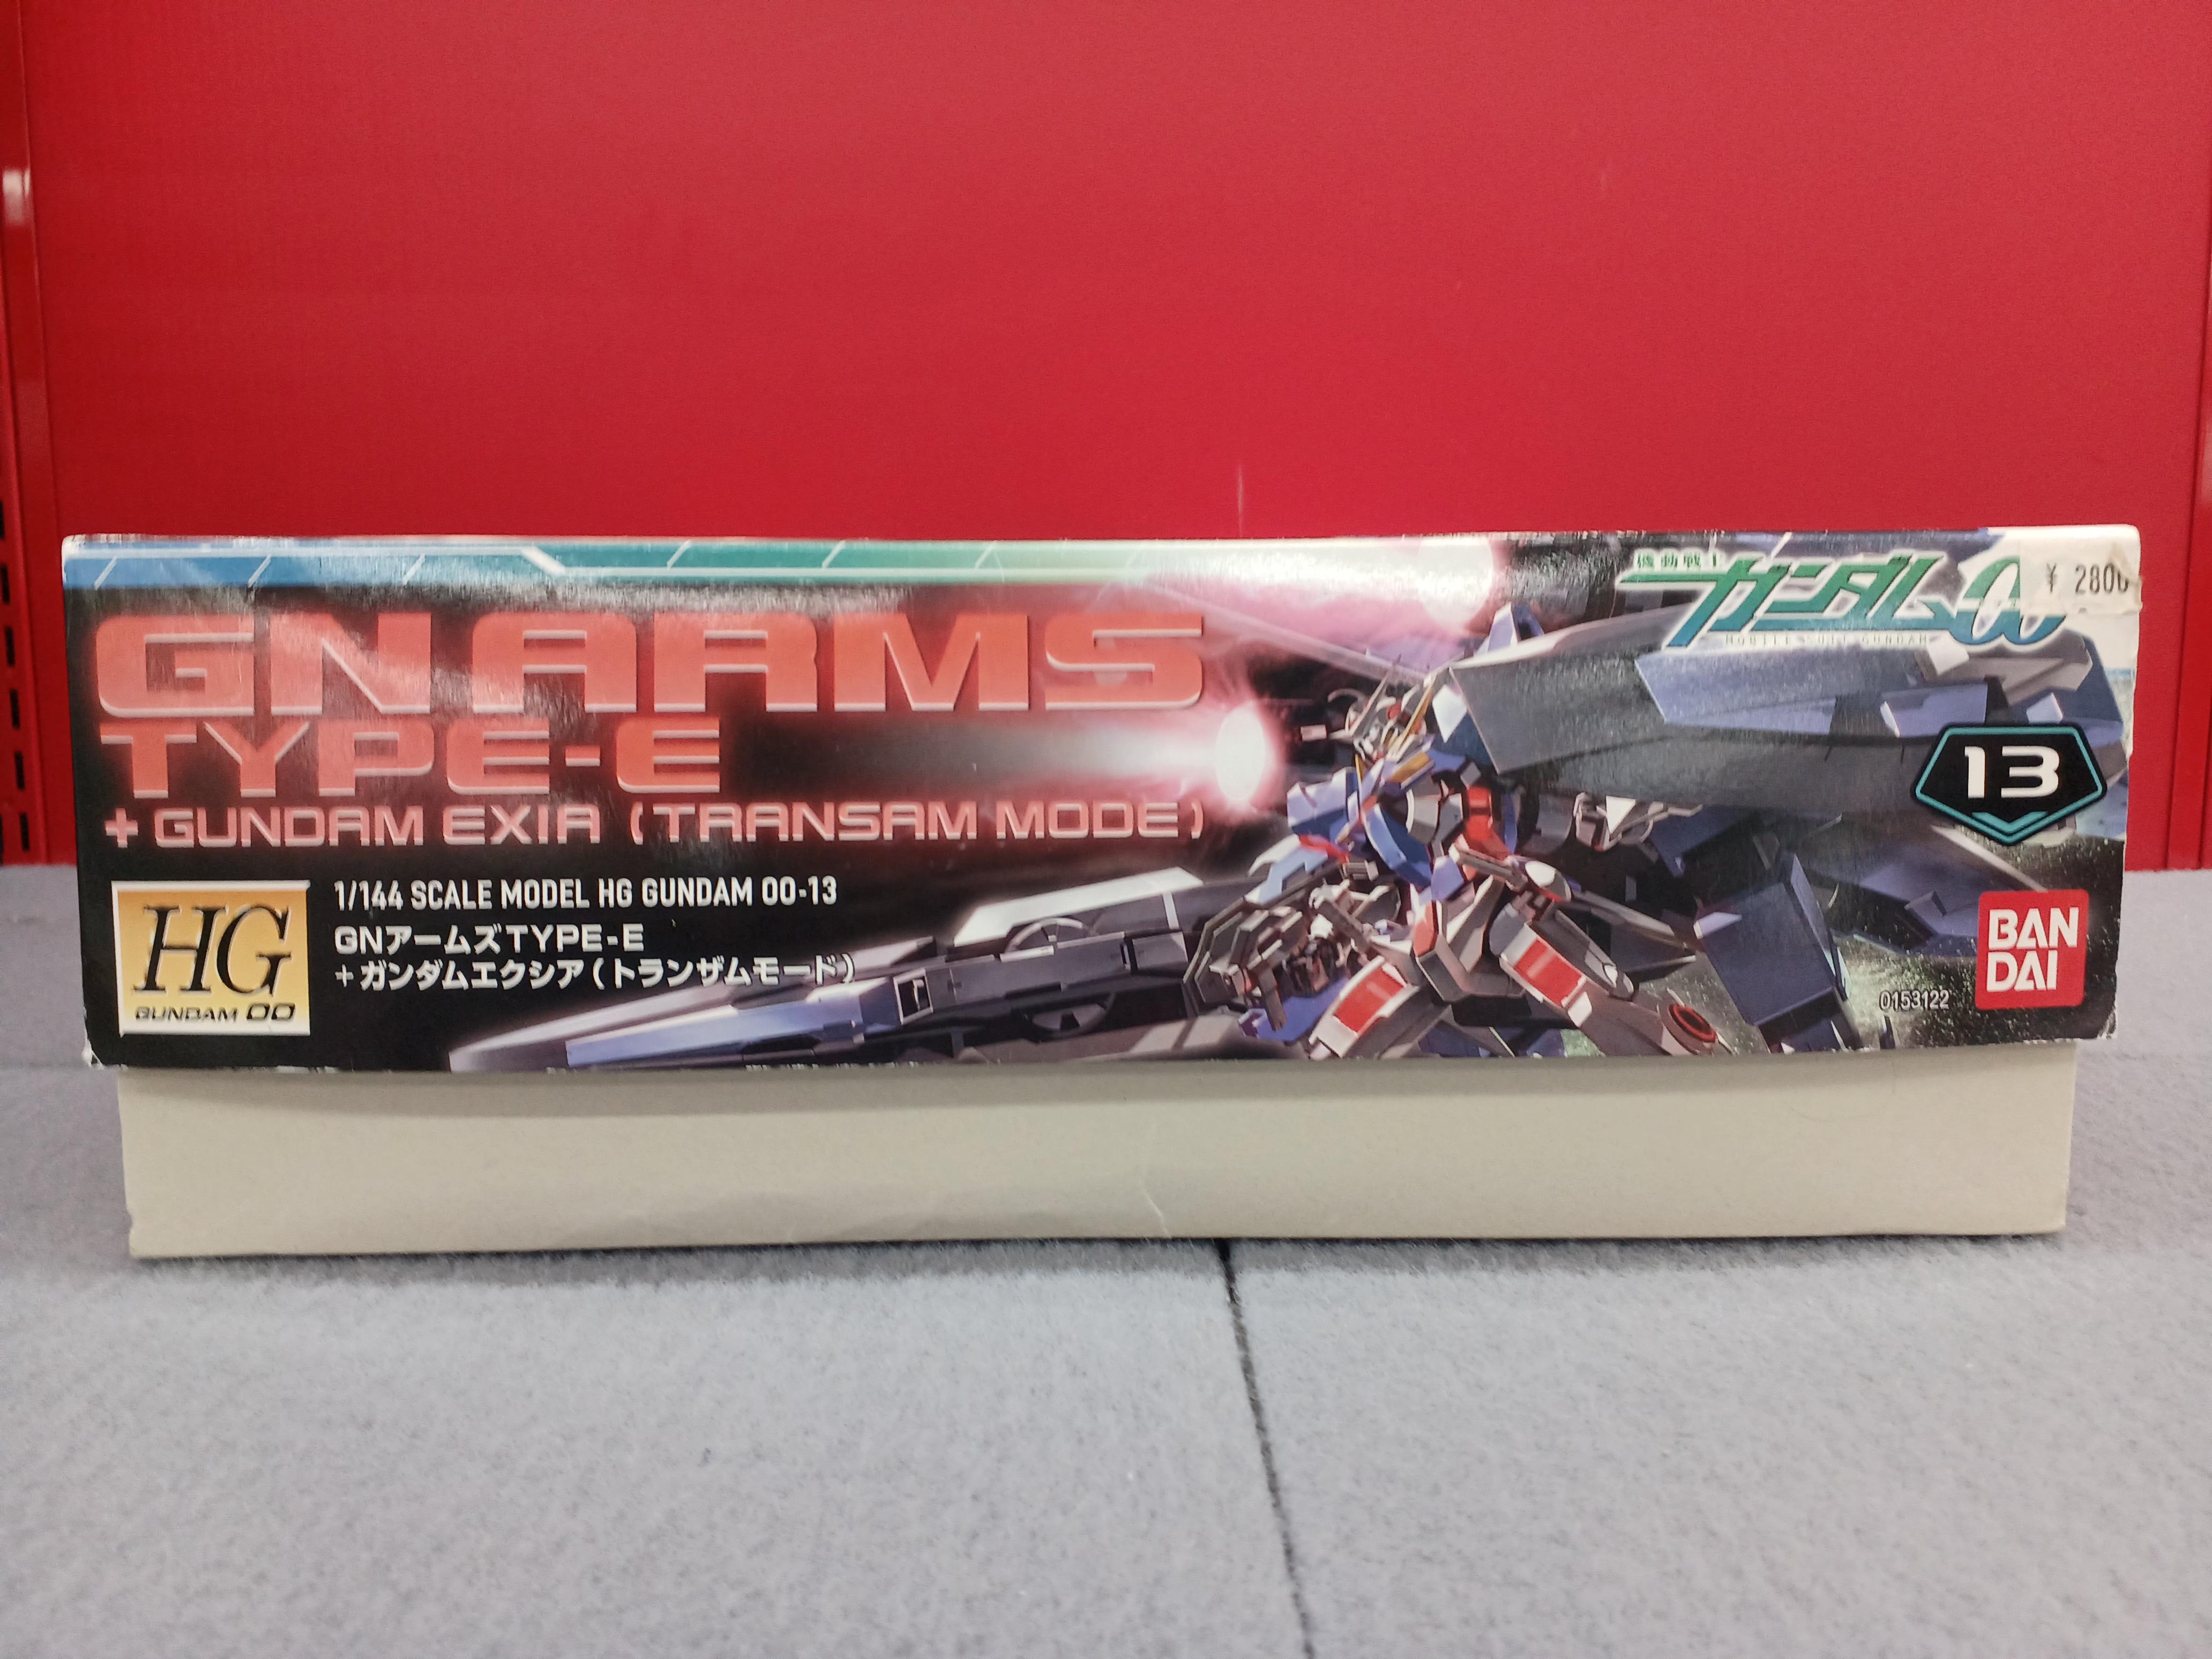 GN ARMS
TYPE-E
+ GUNDAM EXIA (TRANSAM MODE)
HG
GUNDAM 00
1/144 SCALE MODEL HG GUNDAM 00-13
GNアームズTYPE-E
+ガンダムエクシア(トランザムモード)
機動戦士
ガンダム00
MOBILE SUIT GUNDAM
¥ 2800
13
BAN
DAI
0153122